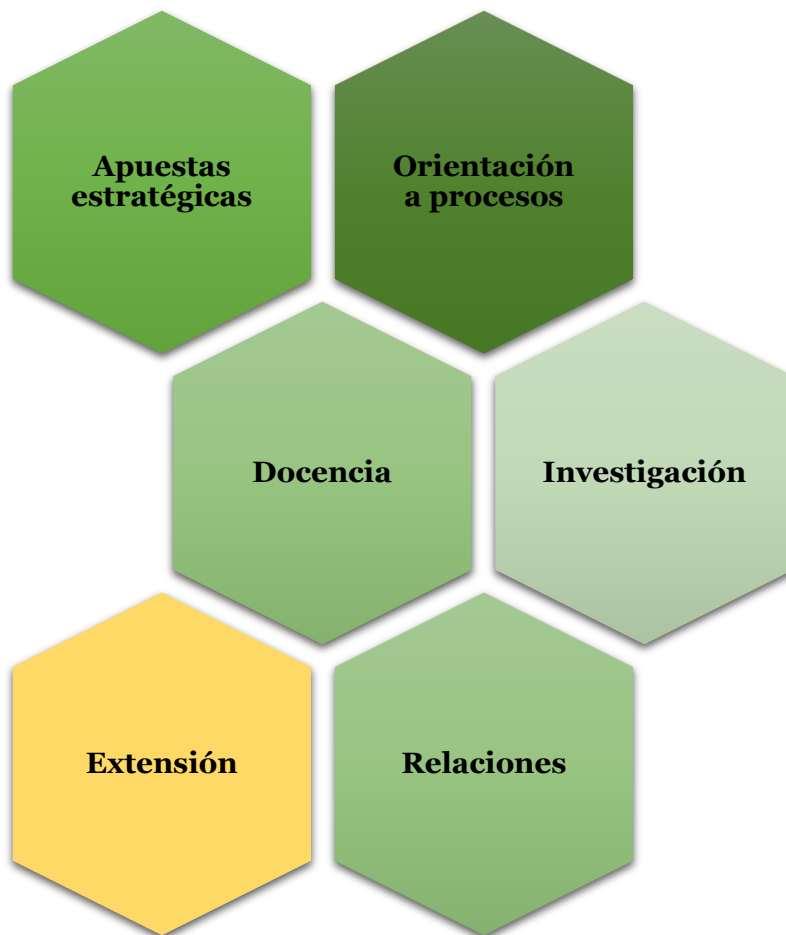 Apuestas
estratégicas
Orientación
a procesos
Docencia
Investigación
Extensión
Relaciones